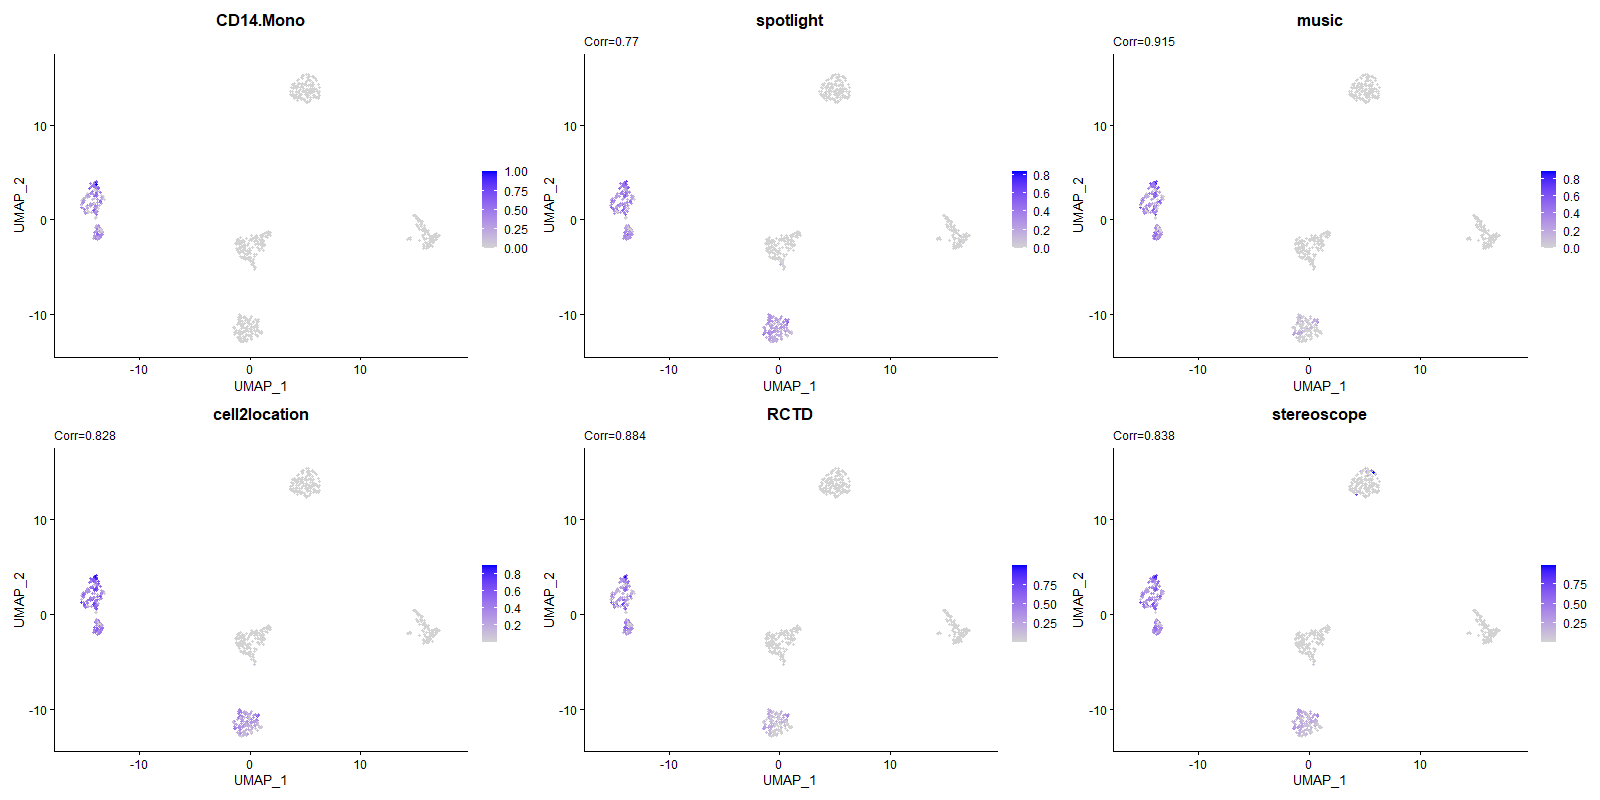 CD14.Mono
UMAP_2
10
0
-10
-10
0
10
UMAP_1
1.00
0.75
0.50
0.25
0.00
spotlight
Corr=0.77
UMAP_2
10
0
-10
-10
0
10
UMAP_1
0.8
0.6
0.4
0.2
0.0
music
Corr=0.915
UMAP_2
10
0
-10
-10
0
10
UMAP_1
0.8
0.6
0.4
0.2
0.0
cell2location
Corr=0.828
UMAP_2
10
0
-10
-10
0
10
UMAP_1
0.8
0.6
0.4
0.2
RCTD
Corr=0.884
UMAP_2
10
0
-10
-10
0
10
UMAP_1
0.75
0.50
0.25
stereoscope
Corr=0.838
UMAP_2
10
0
-10
-10
0
10
UMAP_1
0.75
0.50
0.25